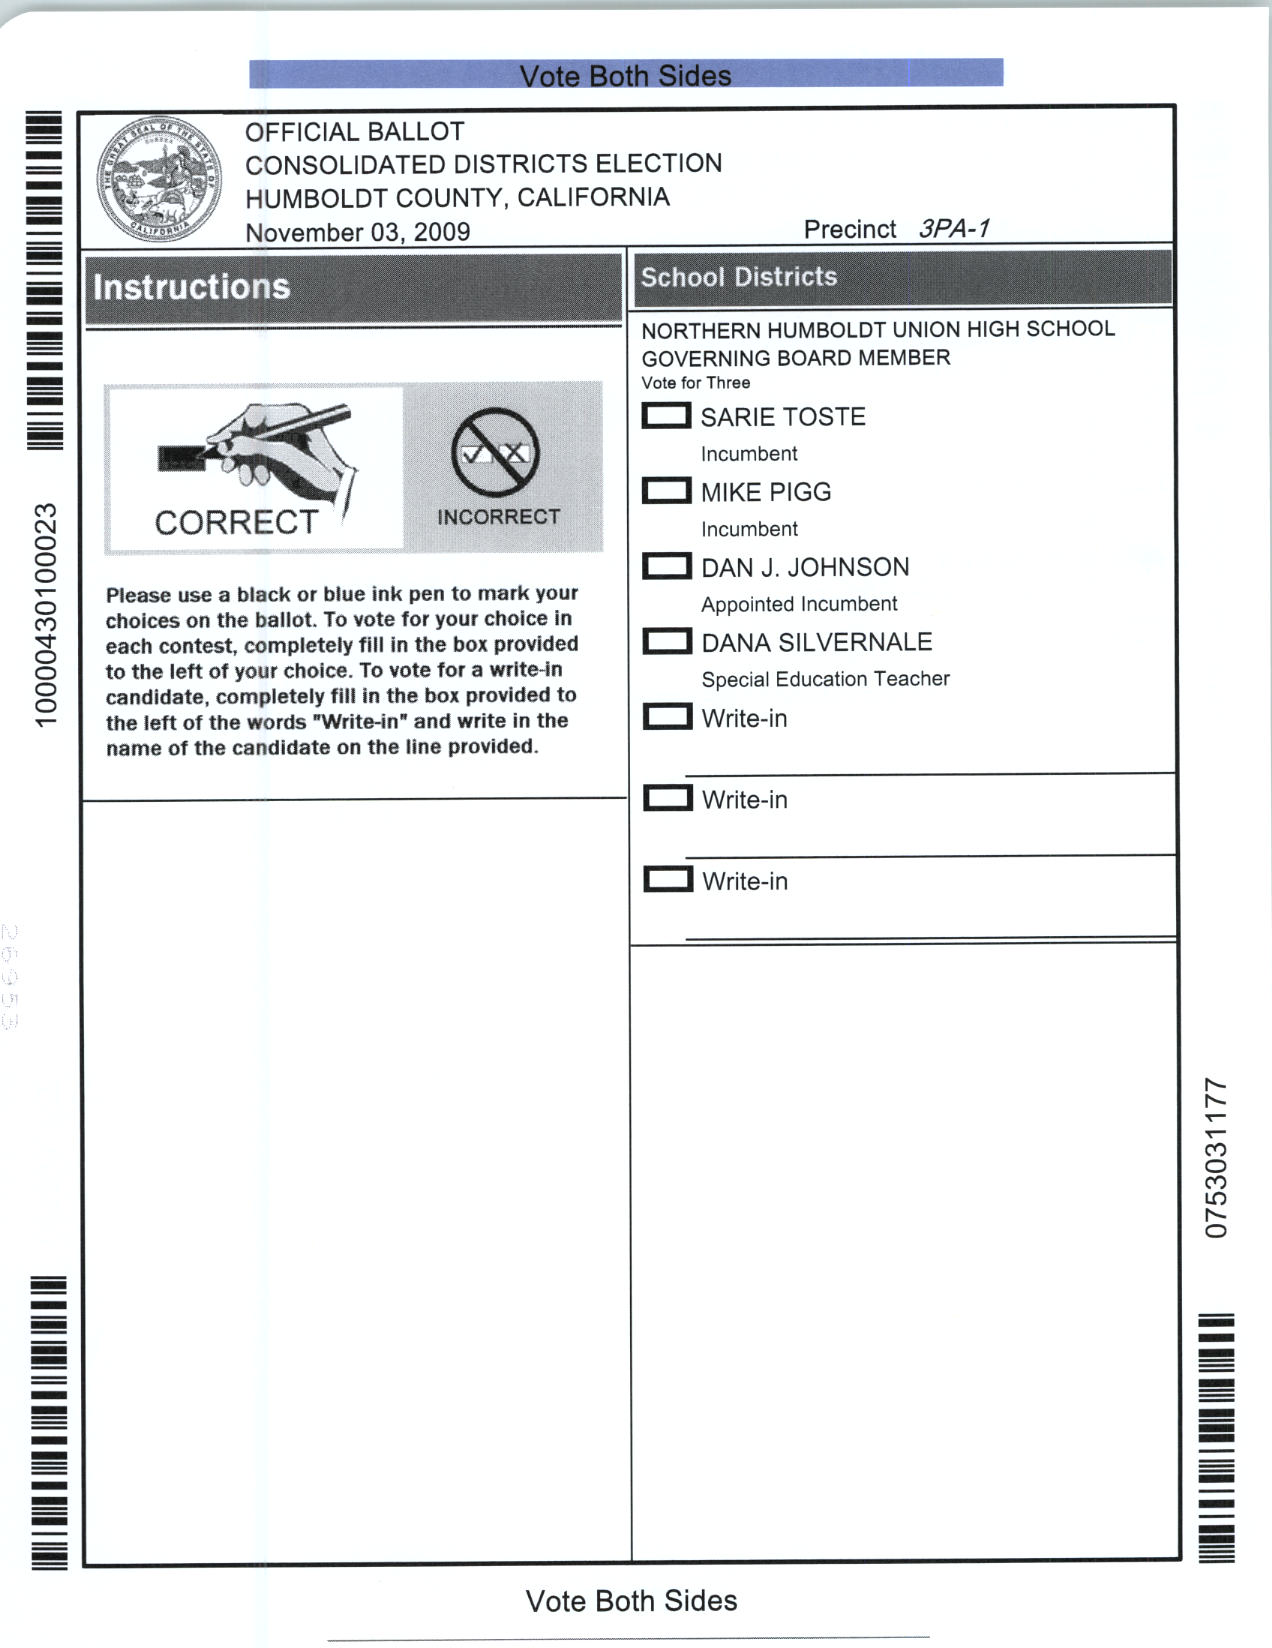 Vote Both Sides
OFFICIAL BALLOT
CONSOLIDATED DISTRICTS ELECTION
HUMBOLDT COUNTY, CALIFORNIA
November 03, 2009
Precinct 3PA-1
THE GREAT SEAL OF THE STATE OF CALIFORNIA
EUREKA
Instructions
CORRECT
INCORRECT
Please use a black or blue ink pen to mark your
choices on the ballot. To vote for your choice in
each contest, completely fill in the box provided
to the left of your choice. To vote for a write-in
candidate, completely fill in the box provided to
the left of the words "Write-in" and write in the
name of the candidate on the line provided.
School Districts
NORTHERN HUMBOLDT UNION HIGH SCHOOL
GOVERNING BOARD MEMBER
Vote for Three
SARIE TOSTE
Incumbent
MIKE PIGG
Incumbent
DAN J. JOHNSON
Appointed Incumbent
DANA SILVERNALE
Special Education Teacher
Write-in
Write-in
Write-in
10000430100023
26953
0753031177
Vote Both Sides